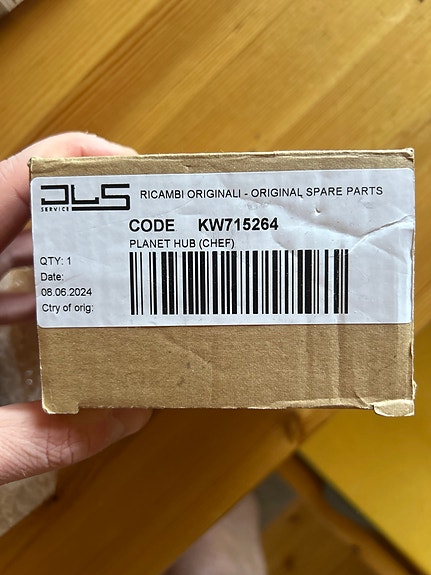 DLS
SERVICE
RICAMBI ORIGINALI - ORIGINAL SPARE PARTS
CODE KW715264
PLANET HUB (CHEF)
QTY: 1
Date:
08.06.2024
Ctry of orig: